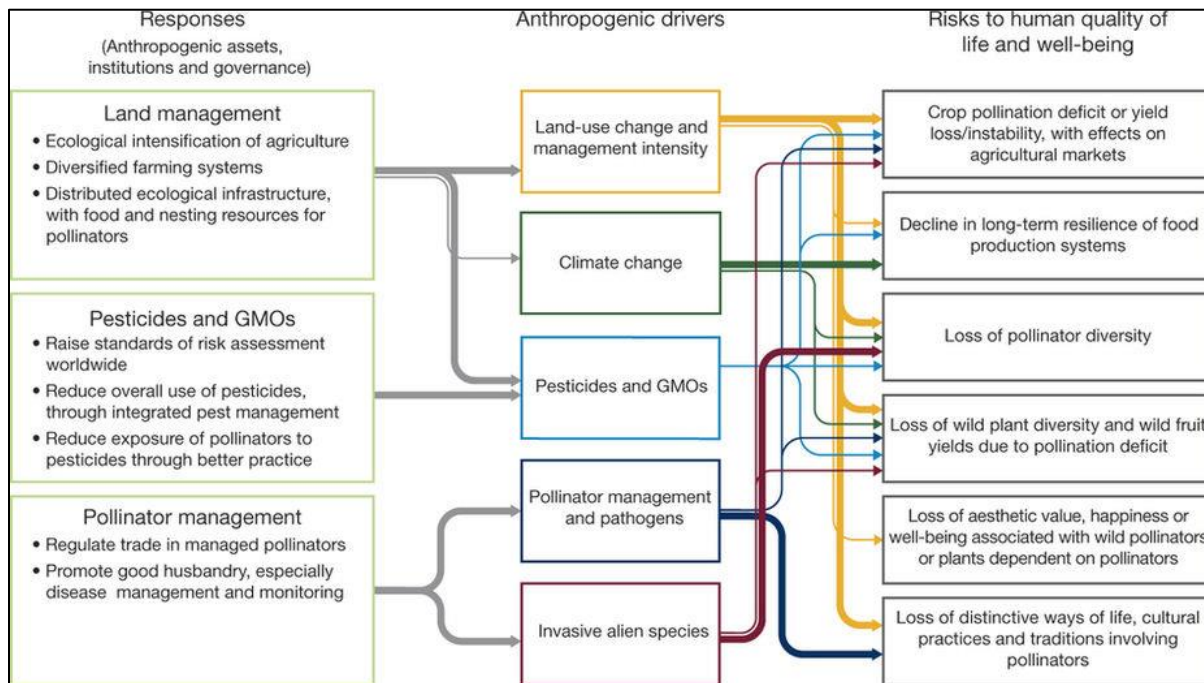 Responses
(Anthropogenic assets,
institutions and governance)
Land management
• Ecological intensification of agriculture
• Diversified farming systems
• Distributed ecological infrastructure,
with food and nesting resources for
pollinators
Pesticides and GMOs
• Raise standards of risk assessment
worldwide
• Reduce overall use of pesticides,
through integrated pest management
• Reduce exposure of pollinators to
pesticides through better practice
Pollinator management
• Regulate trade in managed pollinators
• Promote good husbandry, especially
disease management and monitoring
Anthropogenic drivers
Land-use change and
management intensity
Climate change
Pesticides and GMOs
Pollinator management
and pathogens
Invasive alien species
Risks to human quality of
life and well-being
Crop pollination deficit or yield
loss/instability, with effects on
agricultural markets
Decline in long-term resilience of food
production systems
Loss of pollinator diversity
Loss of wild plant diversity and wild fruit
yields due to pollination deficit
Loss of aesthetic value, happiness or
well-being associated with wild pollinators
or plants dependent on pollinators
Loss of distinctive ways of life, cultural
practices and traditions involving
pollinators